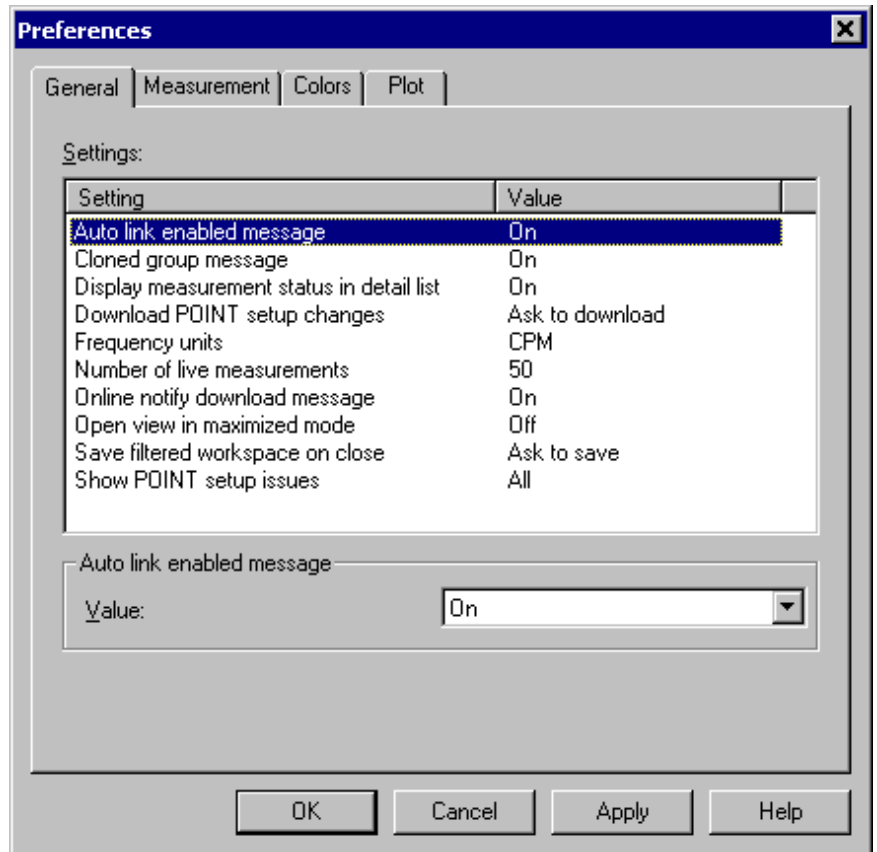 Preferences
General Measurement Colors Plot
Settings:
Setting Value
Auto link enabled message On
Cloned group message On
Display measurement status in detail list On
Download POINT setup changes Ask to download
Frequency units CPM
Number of live measurements 50
Online notify download message On
Open view in maximized mode Off
Save filtered workspace on close Ask to save
Show POINT setup issues All
Auto link enabled message
Value: On
OK Cancel Apply Help